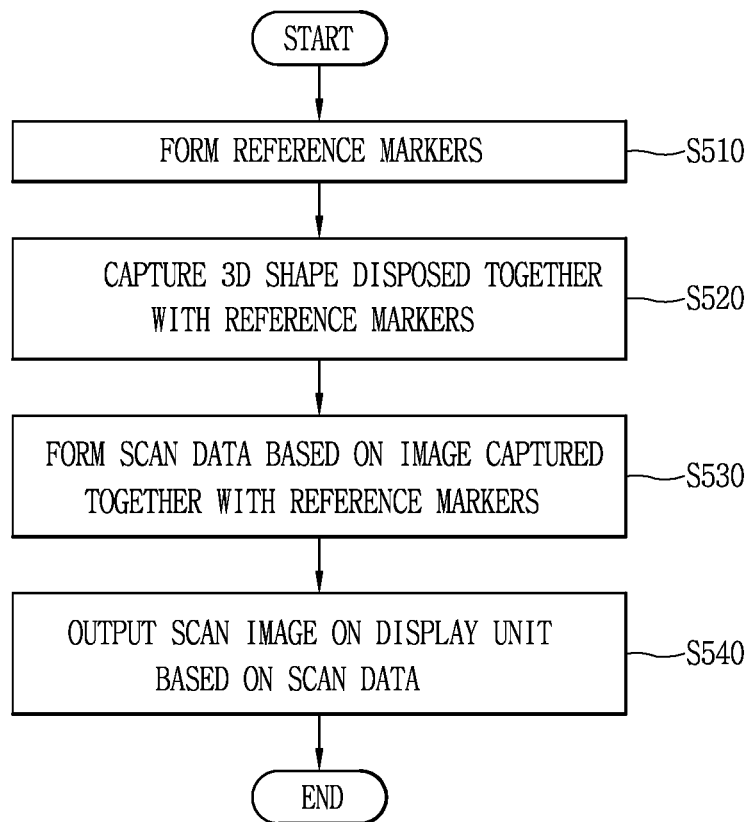 START
FORM REFERENCE MARKERS
S510
CAPTURE 3D SHAPE DISPOSED TOGETHER
WITH REFERENCE MARKERS
S520
FORM SCAN DATA BASED ON IMAGE CAPTURED
TOGETHER WITH REFERENCE MARKERS
S530
OUTPUT SCAN IMAGE ON DISPLAY UNIT
BASED ON SCAN DATA
S540
END